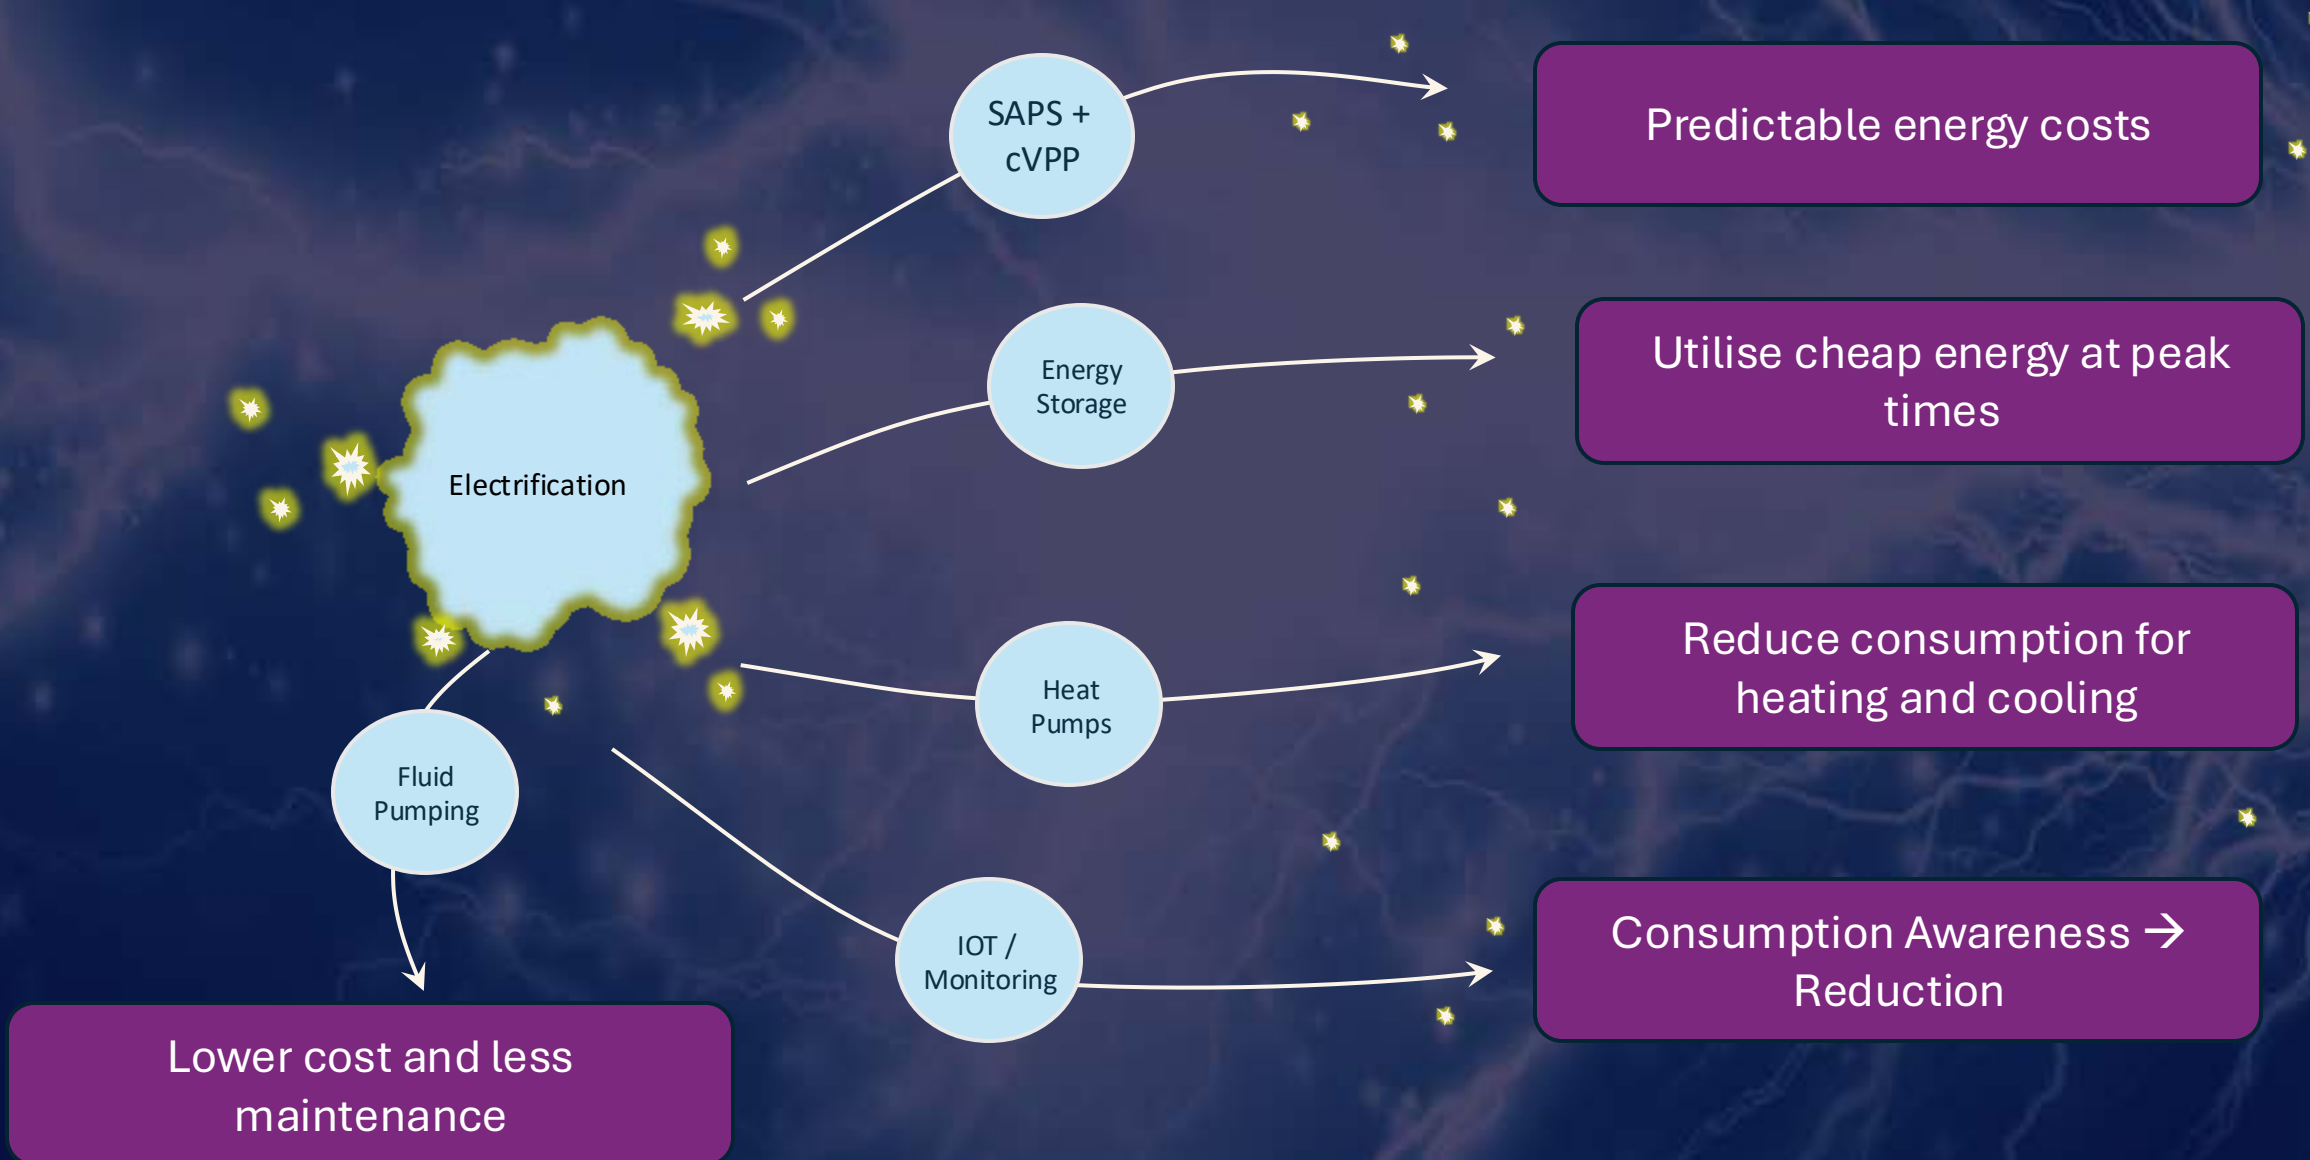 SAPS +
cVPP
Predictable energy costs
Energy
Storage
Utilise cheap energy at peak
times
Electrification
Heat
Pumps
Reduce consumption for
heating and cooling
Fluid
Pumping
IOT /
Monitoring
Consumption Awareness →
Reduction
Lower cost and less
maintenance